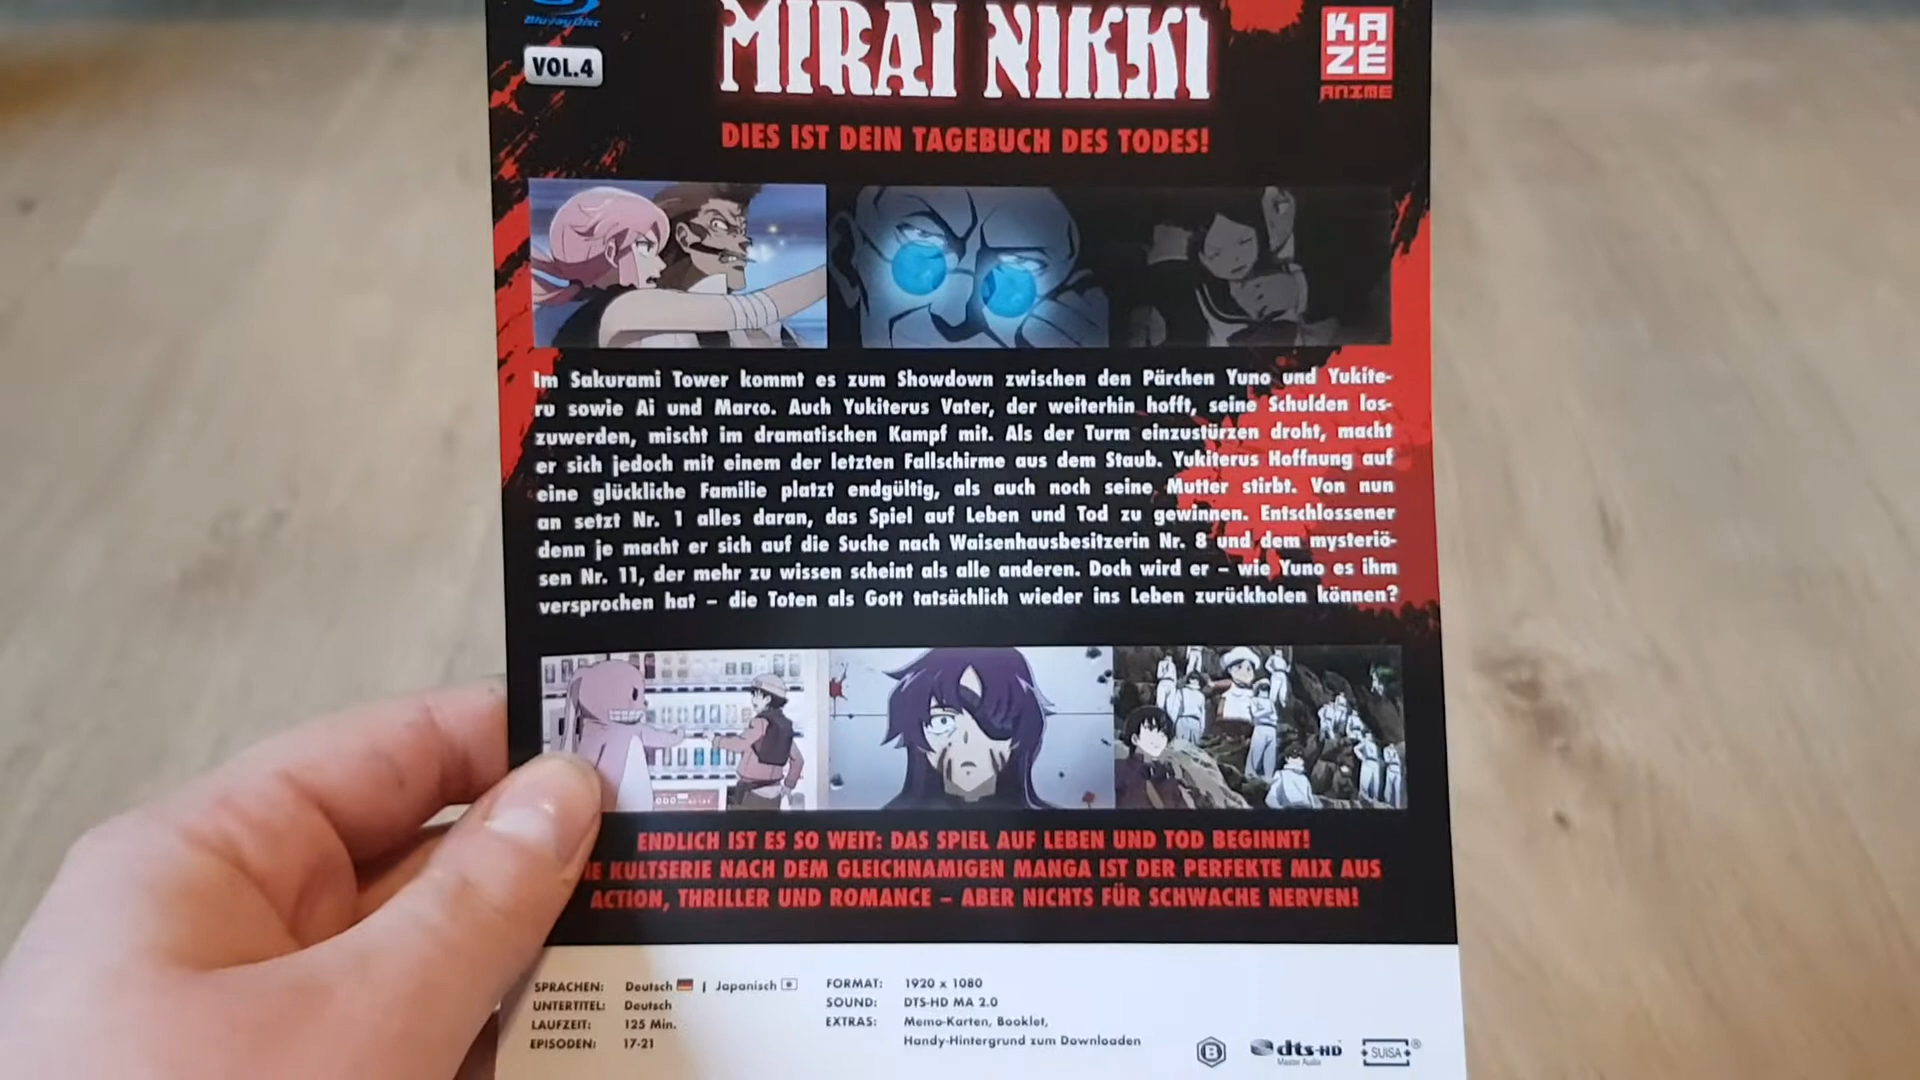 Blu-ray Disc
MIRAI NIKKI
KA
ZÉ
ANIME
VOL.4
DIES IST DEIN TAGEBUCH DES TODES!
Im Sakurami Tower kommt es zum Showdown zwischen den Pärchen Yuno und Yukite-
ru sowie Ai und Marco. Auch Yukiterus Vater, der weiterhin hofft, seine Schulden los-
zuwerden, mischt im dramatischen Kampf mit. Als der Turm einzustürzen droht, macht
er sich jedoch mit einem der letzten Fallschirme aus dem Staub. Yukiterus Hoffnung auf
eine glückliche Familie platzt endgültig, als auch noch seine Mutter stirbt. Von nun
an setzt Nr. 1 alles daran, das Spiel auf Leben und Tod zu gewinnen. Entschlossener
denn je macht er sich auf die Suche nach Waisenhausbesitzerin Nr. 8 und dem mysteriö-
sen Nr. 11, der mehr zu wissen scheint als alle anderen. Doch wird er – wie Yuno es ihm
versprochen hat – die Toten als Gott tatsächlich wieder ins Leben zurückholen können?
ENDLICH IST ES SO WEIT: DAS SPIEL AUF LEBEN UND TOD BEGINNT!
E KULTSERIE NACH DEM GLEICHNAMIGEN MANGA IST DER PERFEKTE MIX AUS
ACTION, THRILLER UND ROMANCE – ABER NICHTS FÜR SCHWACHE NERVEN!
SPRACHEN: Deutsch | Japanisch
UNTERTITEL: Deutsch
LAUFZEIT: 125 Min.
EPISODEN: 17-21
FORMAT: 1920 x 1080
SOUND: DTS-HD MA 2.0
EXTRAS: Memo-Karten, Booklet,
Handy-Hintergrund zum Downloaden
B
dts-HD
Master Audio
SUISA®